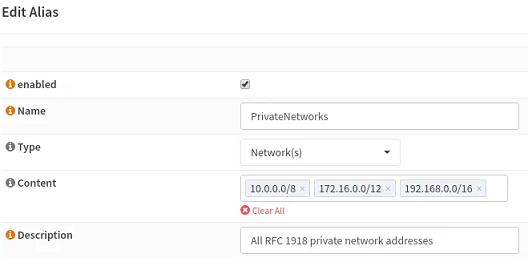 Edit Alias
enabled
Name
PrivateNetworks
Type
Network(s)
Content
10.0.0.0/8 × 172.16.0.0/12 × 192.168.0.0/16 ×
Clear All
Description
All RFC 1918 private network addresses